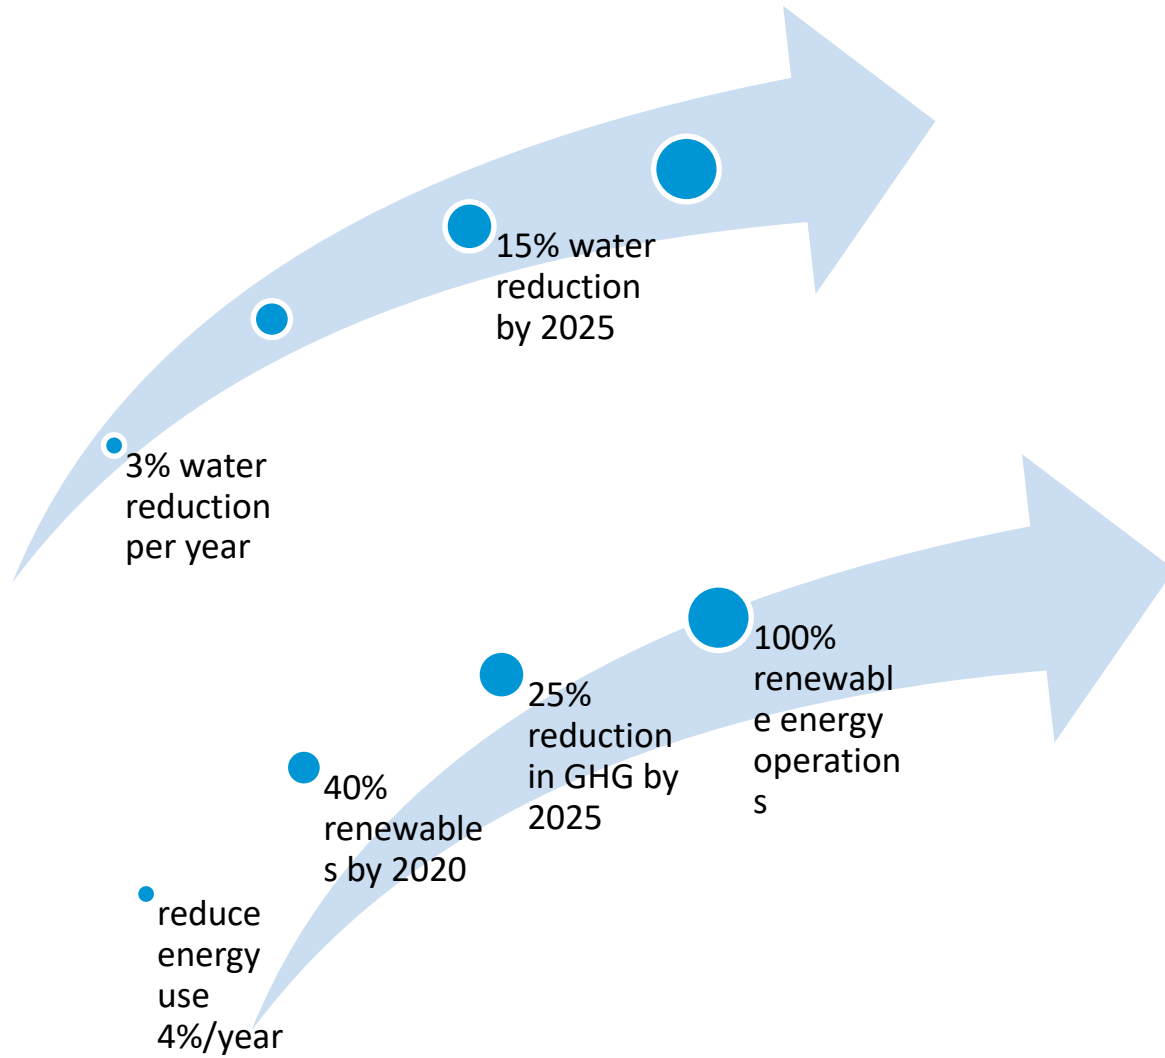 15% water
reduction
by 2025
3% water
reduction
per year
100%
renewabl
e energy
operation
s
25%
reduction
in GHG by
2025
40%
renewable
s by 2020
reduce
energy
use
4%/year